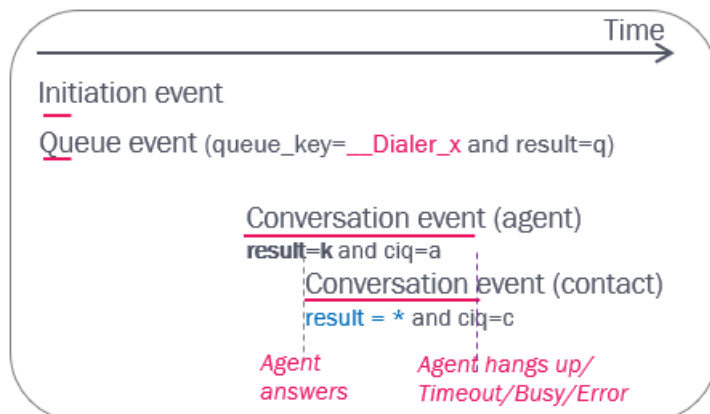 Time
Initiation event
Queue event (queue_key=__Dialer_x and result=q)
Conversation event (agent)
result=k and ciq=a
Conversation event (contact)
result = * and ciq=c
Agent answers
Agent hangs up/
Timeout/Busy/Error